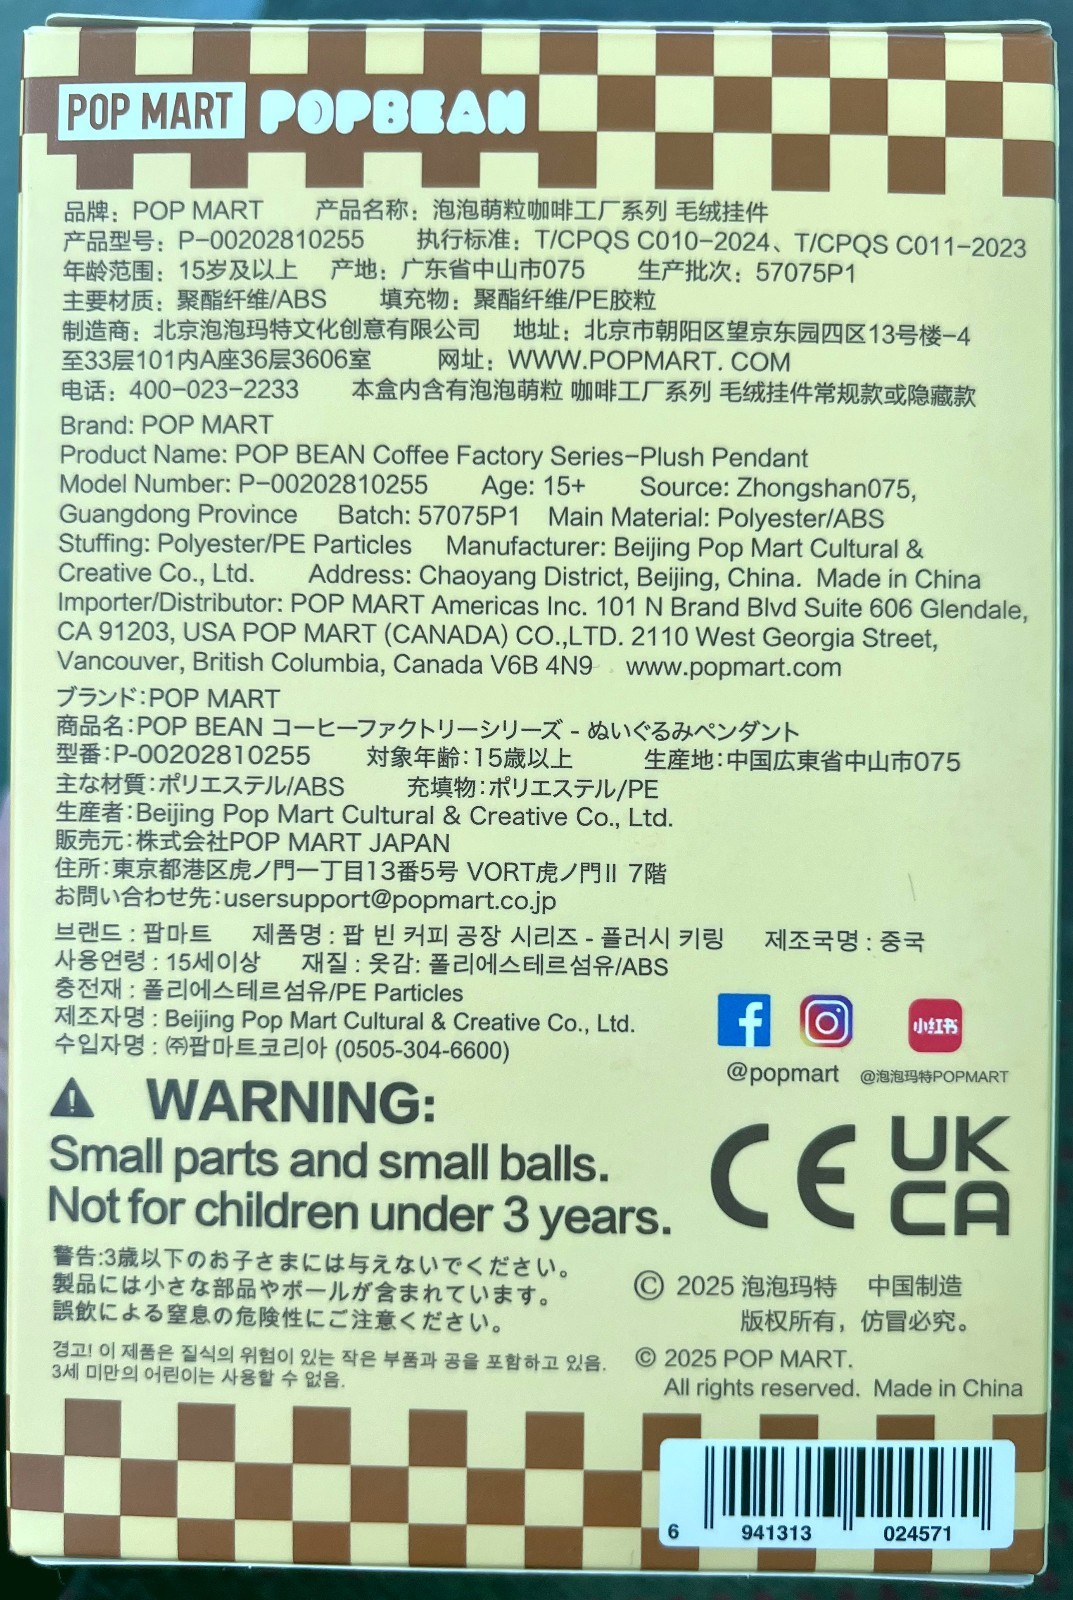 POP MART POPBEAN
品牌：POP MART 产品名称：泡泡萌粒咖啡工厂系列 毛绒挂件
产品型号：P-00202810255 执行标准：T/CPQS C010-2024、T/CPQS C011-2023
年龄范围：15岁及以上 产地：广东省中山市075 生产批次：57075P1
主要材质：聚酯纤维/ABS 填充物：聚酯纤维/PE胶粒
制造商：北京泡泡玛特文化创意有限公司 地址：北京市朝阳区望京东园四区13号楼-4
至33层101内A座36层3606室 网址：WWW.POPMART. COM
电话：400-023-2233 本盒内含有泡泡萌粒 咖啡工厂系列 毛绒挂件常规款或隐藏款
Brand: POP MART
Product Name: POP BEAN Coffee Factory Series-Plush Pendant
Model Number: P-00202810255 Age: 15+ Source: Zhongshan075,
Guangdong Province Batch: 57075P1 Main Material: Polyester/ABS
Stuffing: Polyester/PE Particles Manufacturer: Beijing Pop Mart Cultural &
Creative Co., Ltd. Address: Chaoyang District, Beijing, China. Made in China
Importer/Distributor: POP MART Americas Inc. 101 N Brand Blvd Suite 606 Glendale,
CA 91203, USA POP MART (CANADA) CO.,LTD. 2110 West Georgia Street,
Vancouver, British Columbia, Canada V6B 4N9 www.popmart.com
ブランド:POP MART
商品名:POP BEAN コーヒーファクトリーシリーズ - ぬいぐるみペンダント
型番:P-00202810255 対象年齢:15歳以上 生産地:中国広東省中山市075
主な材質:ポリエステル/ABS 充填物:ポリエステル/PE
生産者:Beijing Pop Mart Cultural & Creative Co., Ltd.
販売元:株式会社POP MART JAPAN
住所:東京都港区虎ノ門一丁目13番5号 VORT虎ノ門II 7階
お問い合わせ先:usersupport@popmart.co.jp
브랜드 : 팝마트 제품명 : 팝 빈 커피 공장 시리즈 - 플러시 키링 제조국명 : 중국
사용연령 : 15세이상 재질 : 옷감: 폴리에스테르섬유/ABS
충전재 : 폴리에스테르섬유/PE Particles
제조자명 : Beijing Pop Mart Cultural & Creative Co., Ltd.
수입자명 : ㈜팝마트코리아 (0505-304-6600)
小红书
@popmart @泡泡玛特POPMART
WARNING:
Small parts and small balls.
Not for children under 3 years.
CE UK
CA
警告:3歳以下のお子さまには与えないでください。
製品には小さな部品やボールが含まれています。
誤飲による窒息の危険性にご注意ください。
경고! 이 제품은 질식의 위험이 있는 작은 부품과 공을 포함하고 있음.
3세 미만의 어린이는 사용할 수 없음.
© 2025 泡泡玛特 中国制造
版权所有，仿冒必究。
© 2025 POP MART.
All rights reserved. Made in China
6 941313 024571